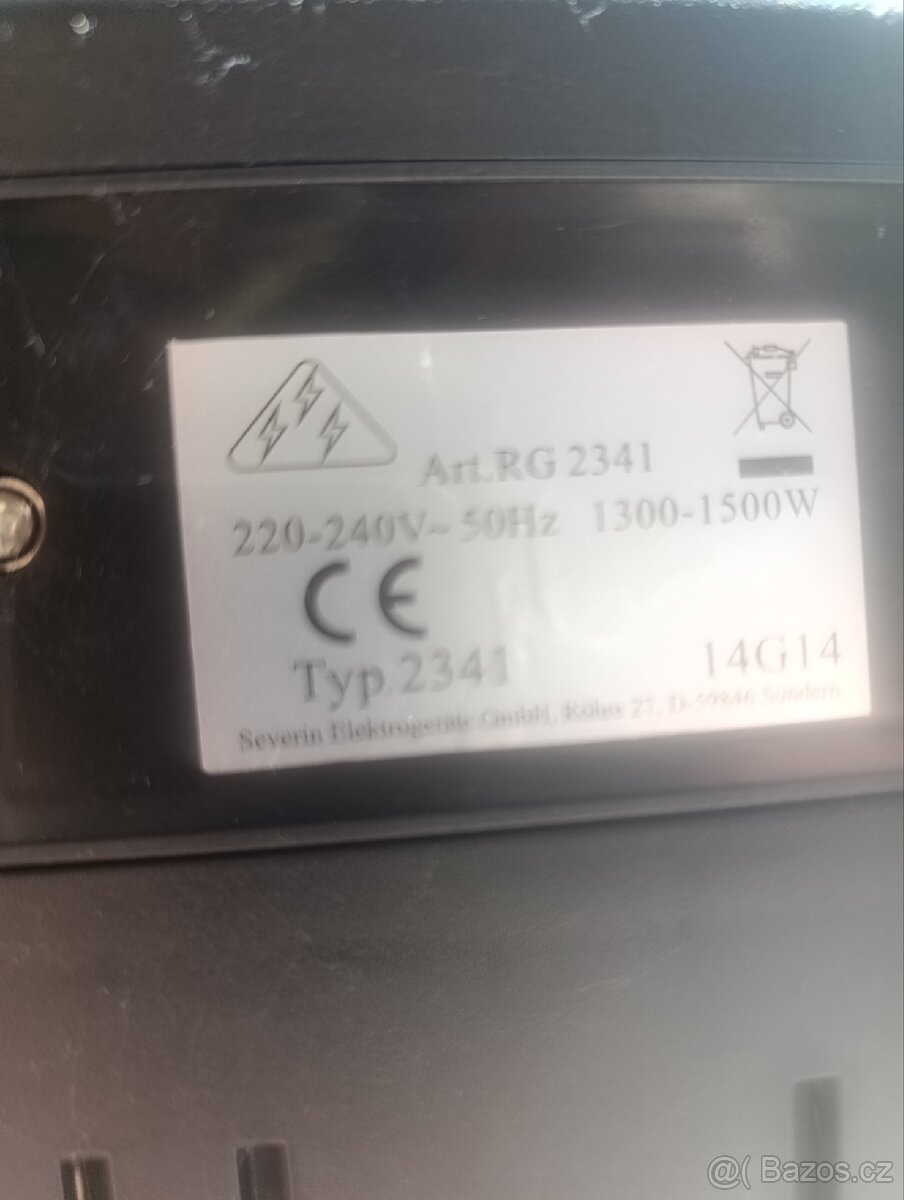 Art.RG 2341
220-240V~ 50Hz 1300-1500W
CE
Typ.2341 14G14
Severin Elektrogeräte GmbH, Röhre 27, D-59846 Sundern
@( Bazos.cz